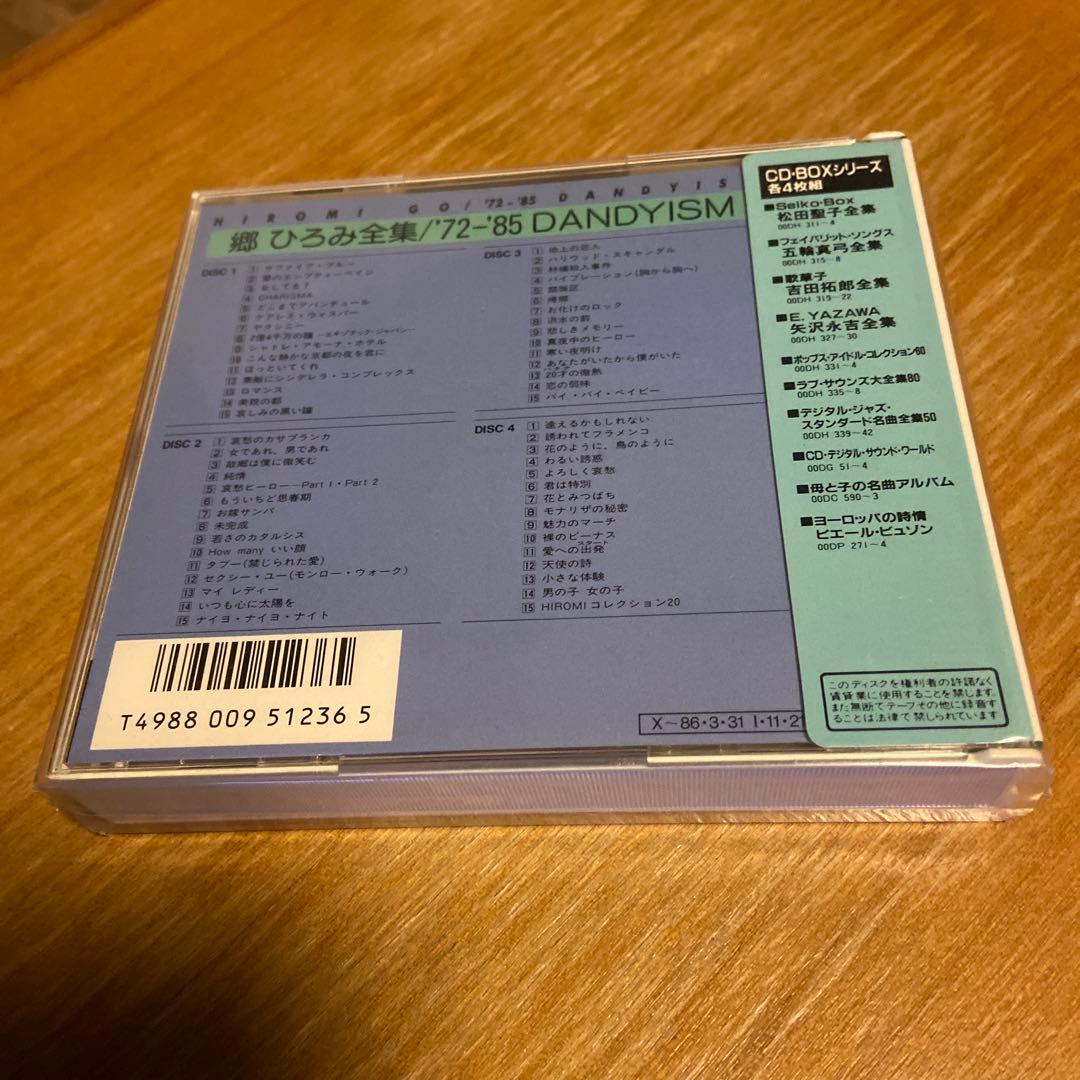 HIROMI GO/'72-'85 DANDYIS
郷 ひろみ全集/'72-'85 DANDYISM
DISC 1
1 サファイア・ブルー
2 愛のエンプティーページ
3 恋してる?
4 CHARISMA
5 どこまでアバンチュール
6 ケアレス・ウィスパー
7 ヤクシニー
8 2億4千万の瞳-エキゾチック・ジャパン-
9 シャトレ・アモーナ・ホテル
10 こんな静かな京都の夜を君に
11 ほっといてくれ
12 素敵にシンデレラ・コンプレックス
13 ロマンス
14 美貌の都
15 哀しみの黒い瞳
DISC 2
1 哀愁のカサブランカ
2 女であれ、男であれ
3 故郷は僕に微笑む
4 純情
5 哀愁ヒーロー-Part 1・Part 2
6 もういちど思春期
7 お嫁サンバ
8 未完成
9 若さのカタルシス
10 How many いい顔
11 タブー(禁じられた愛)
12 セクシー・ユー(モンロー・ウォーク)
13 マイ レディー
14 いつも心に太陽を
15 ナイヨ・ナイヨ・ナイト
DISC 3
1 地上の恋人
2 ハリウッド・スキャンダル
3 林檎殺人事件
4 バイブレーション(胸から胸へ)
5 禁猟区
6 帰郷
7 お化けのロック
8 洪水の前
9 悲しきメモリー
10 真夜中のヒーロー
11 寒い夜明け
12 あなたがいたから僕がいた
13 20才の微熱
14 恋の弱味
15 バイ・バイ・ベイビー
DISC 4
1 逢えるかもしれない
2 誘われてフラメンコ
3 花のように、鳥のように
4 わるい誘惑
5 よろしく哀愁
6 君は特別
7 花とみつばち
8 モナリザの秘密
9 魅力のマーチ
10 裸のビーナス
11 愛への出発
スタート
12 天使の詩
13 小さな体験
14 男の子 女の子
15 HIROMIコレクション20
T4988 009 51236 5
X~86・3・31 I・11・21
CD・BOXシリーズ
各4枚組
■Seiko・Box
松田聖子全集
00DH 311~4
■フェイバリット・ソングス
五輪真弓全集
00DH 315~8
■歌草子
吉田拓郎全集
00DH 319~22
■E. YAZAWA
矢沢永吉全集
00DH 327~30
■ポップス・アイドル・コレクション60
00DH 331~4
■ラブ・サウンズ大全集80
00DH 335~8
■デジタル・ジャズ・
スタンダード名曲全集50
00DH 339~42
■CD・デジタル・サウンド・ワールド
00DG 51~4
■母と子の名曲アルバム
00DC 590~3
■ヨーロッパの詩情
ピエール・ビュゾン
00DP 271~4
このディスクを権利者の許諾なく
賃貸業に使用することを禁します。
また無断でテープその他に録音す
ることは法律で禁しられています